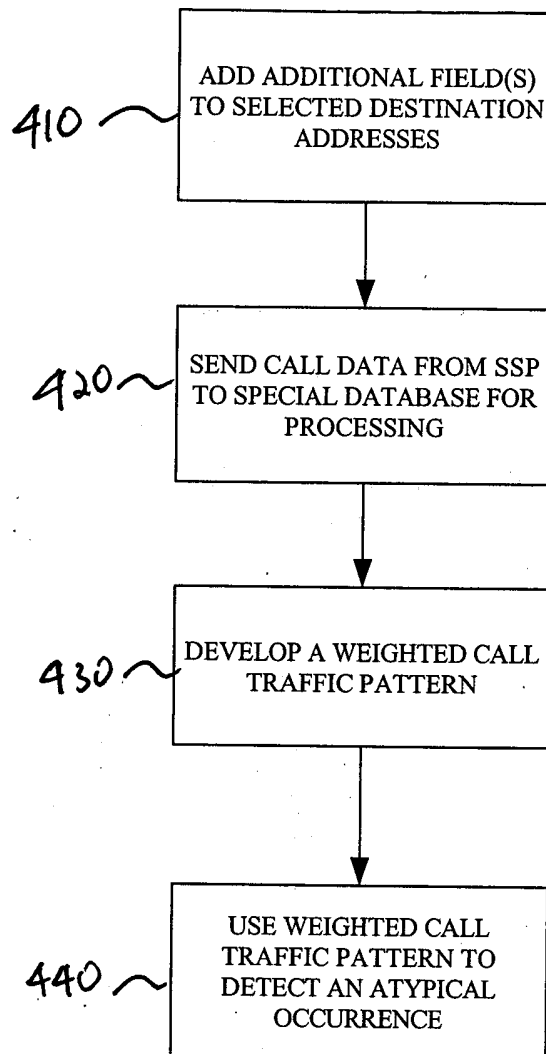 410
ADD ADDITIONAL FIELD(S)
TO SELECTED DESTINATION
ADDRESSES
420
SEND CALL DATA FROM SSP
TO SPECIAL DATABASE FOR
PROCESSING
430
DEVELOP A WEIGHTED CALL
TRAFFIC PATTERN
440
USE WEIGHTED CALL
TRAFFIC PATTERN TO
DETECT AN ATYPICAL
OCCURRENCE